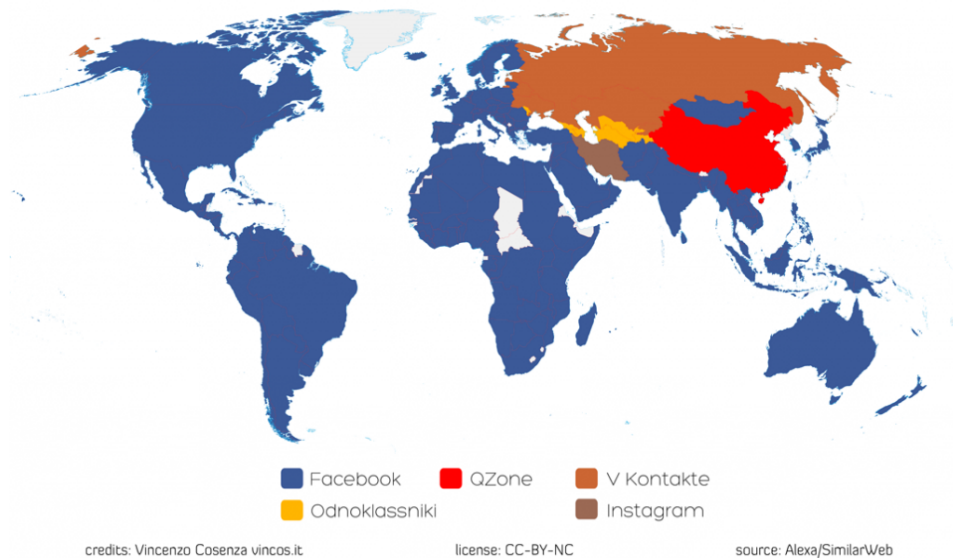 Facebook QZone V Kontakte
Odnoklassniki Instagram
credits: Vincenzo Cosenza vincos.it license: CC-BY-NC source: Alexa/SimilarWeb